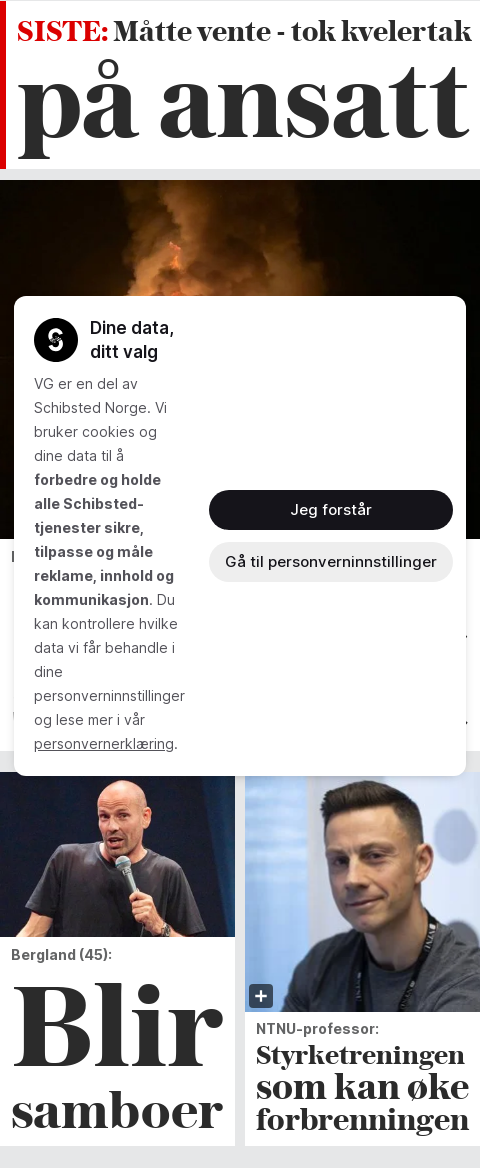 SISTE: Måtte vente - tok kvelertak
på ansatt
Dine data,
ditt valg
VG er en del av
Schibsted Norge. Vi
bruker cookies og
dine data til å
forbedre og holde
alle Schibsted-
tjenester sikre,
tilpasse og måle
reklame, innhold og
kommunikasjon. Du
kan kontrollere hvilke
data vi får behandle i
dine
personverninnstillinger
og lese mer i vår
personvernerklæring.
Jeg forstår
Gå til personverninnstillinger
Bergland (45):
Blir
samboer
NTNU-professor:
Styrketreningen
som kan øke
forbrenningen